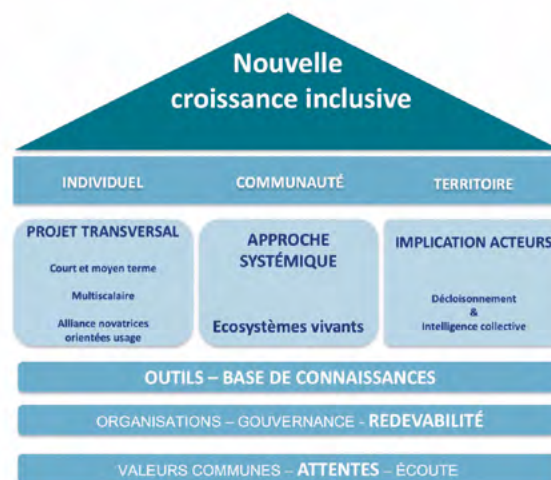 Nouvelle
croissance inclusive
INDIVIDUEL
COMMUNAUTÉ
TERRITOIRE
PROJET TRANSVERSAL
Court et moyen terme
Multiscalaire
Alliance novatrices
orientées usage
APPROCHE
SYSTÉMIQUE
Ecosystèmes vivants
IMPLICATION ACTEURS
Décloisonnement
&
Intelligence collective
OUTILS – BASE DE CONNAISSANCES
ORGANISATIONS – GOUVERNANCE - REDEVABILITÉ
VALEURS COMMUNES – ATTENTES – ÉCOUTE